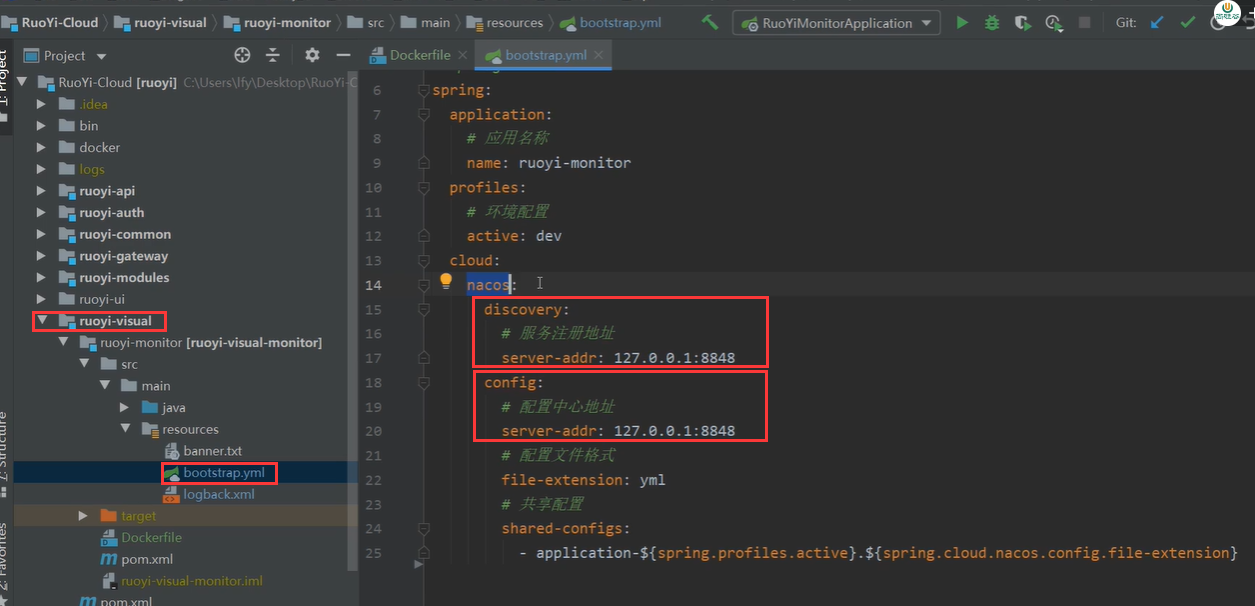 RuoYi-Cloud ruoyi-visual ruoyi-monitor src main resources bootstrap.yml RuoYiMonitorApplication Git:
Project Dockerfile bootstrap.yml
1: Project
RuoYi-Cloud [ruoyi] C:\Users\lfy\Desktop\RuoYi-C
.idea
bin
docker
logs
ruoyi-api
ruoyi-auth
ruoyi-common
ruoyi-gateway
ruoyi-modules
ruoyi-ui
ruoyi-visual
ruoyi-monitor [ruoyi-visual-monitor]
src
main
java
resources
banner.txt
bootstrap.yml
logback.xml
target
Dockerfile
pom.xml
ruoyi-visual-monitor.iml
pom.xml
Z: Structure
2: Favorites
6 spring:
7 application:
8 # 应用名称
9 name: ruoyi-monitor
10 profiles:
11 # 环境配置
12 active: dev
13 cloud:
14 nacos:
15 discovery:
16 # 服务注册地址
17 server-addr: 127.0.0.1:8848
18 config:
19 # 配置中心地址
20 server-addr: 127.0.0.1:8848
21 # 配置文件格式
22 file-extension: yml
23 # 共享配置
24 shared-configs:
25 - application-${spring.profiles.active}.${spring.cloud.nacos.config.file-extension}